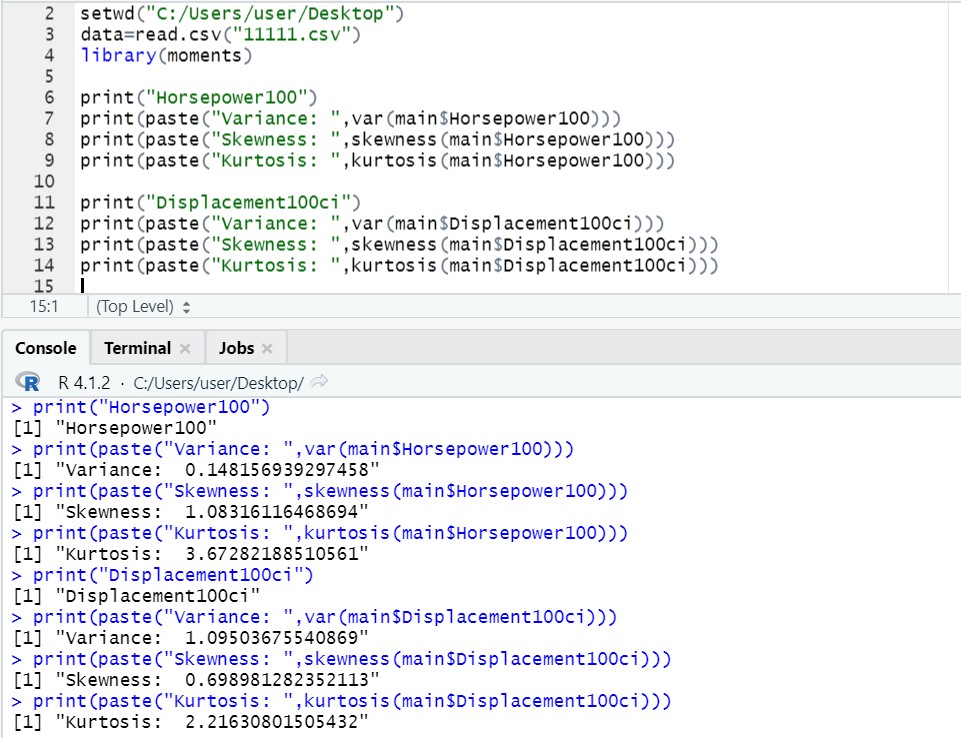 2 setwd("C:/Users/user/Desktop")
3 data=read.csv("11111.csv")
4 library(moments)
5
6 print("Horsepower100")
7 print(paste("Variance: ",var(main$Horsepower100)))
8 print(paste("Skewness: ",skewness(main$Horsepower100)))
9 print(paste("Kurtosis: ",kurtosis(main$Horsepower100)))
10
11 print("Displacement100ci")
12 print(paste("Variance: ",var(main$Displacement100ci)))
13 print(paste("Skewness: ",skewness(main$Displacement100ci)))
14 print(paste("Kurtosis: ",kurtosis(main$Displacement100ci)))
15
15:1 (Top Level)
Console Terminal Jobs
R R 4.1.2 · C:/Users/user/Desktop/
> print("Horsepower100")
[1] "Horsepower100"
> print(paste("Variance: ",var(main$Horsepower100)))
[1] "Variance:  0.148156939297458"
> print(paste("Skewness: ",skewness(main$Horsepower100)))
[1] "Skewness:  1.08316116468694"
> print(paste("Kurtosis: ",kurtosis(main$Horsepower100)))
[1] "Kurtosis:  3.67282188510561"
> print("Displacement100ci")
[1] "Displacement100ci"
> print(paste("Variance: ",var(main$Displacement100ci)))
[1] "Variance:  1.09503675540869"
> print(paste("Skewness: ",skewness(main$Displacement100ci)))
[1] "Skewness:  0.698981282352113"
> print(paste("Kurtosis: ",kurtosis(main$Displacement100ci)))
[1] "Kurtosis:  2.21630801505432"